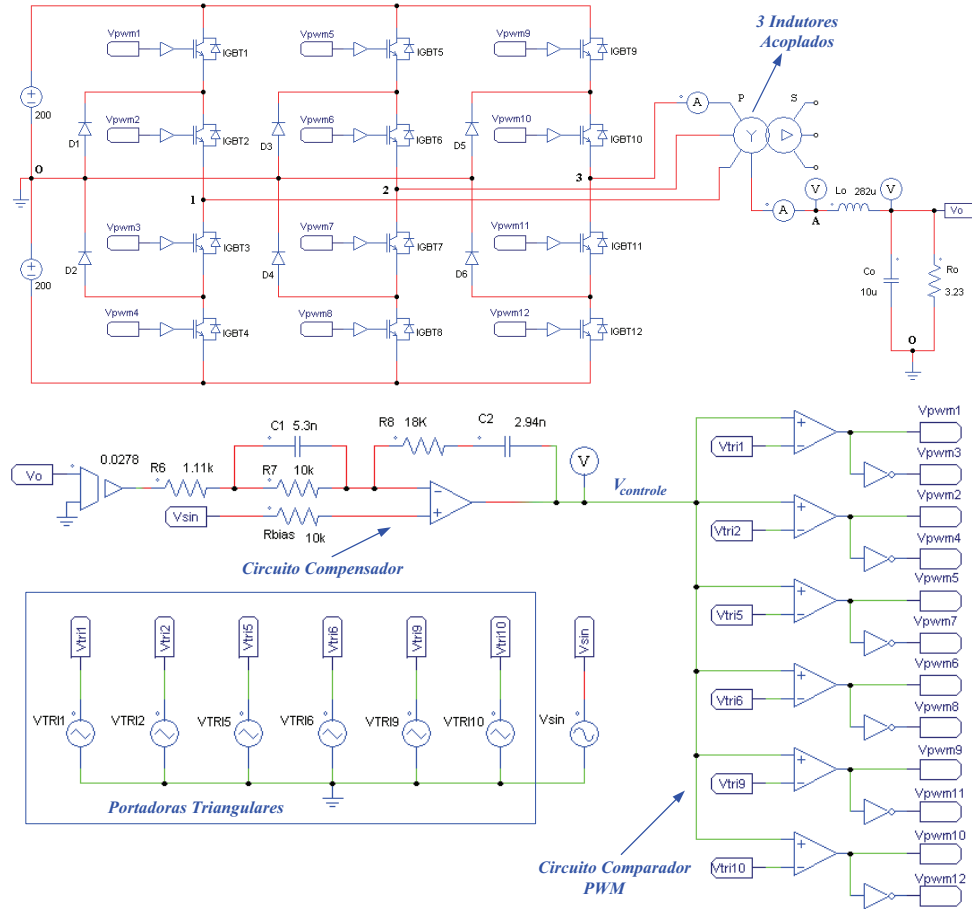 Vpwm1
IGBT1
Vpwm5
IGBT5
Vpwm9
IGBT9
3 Indutores
Acoplados
200
D1
Vpwm2
IGBT2
D3
Vpwm6
IGBT6
D5
Vpwm10
IGBT10
A
P
S
Y
O
1
2
3
Vpwm3
IGBT3
D2
Vpwm7
IGBT7
D4
Vpwm11
IGBT11
D6
200
Vpwm4
IGBT4
Vpwm8
IGBT8
Vpwm12
IGBT12
A
V
A
Lo
282u
V
Vo
Co
10u
Ro
3.23
O
Vo
0.0278
R6
1.11k
C1
5.3n
R7
10k
R8
18K
C2
2.94n
Vsin
Rbias
10k
Circuito Compensador
V
Vcontrole
Vtri1
Vpwm1
Vpwm3
Vtri2
Vpwm2
Vpwm4
Vtri5
Vpwm5
Vpwm7
Vtri6
Vpwm6
Vpwm8
Vtri9
Vpwm9
Vpwm11
Vtri10
Vpwm10
Vpwm12
Circuito Comparador
PWM
Vtri1
Vtri2
Vtri5
Vtri6
Vtri9
Vtri10
Vsin
VTRI1
VTRI2
VTRI5
VTRI6
VTRI9
VTRI10
Vsin
Portadoras Triangulares